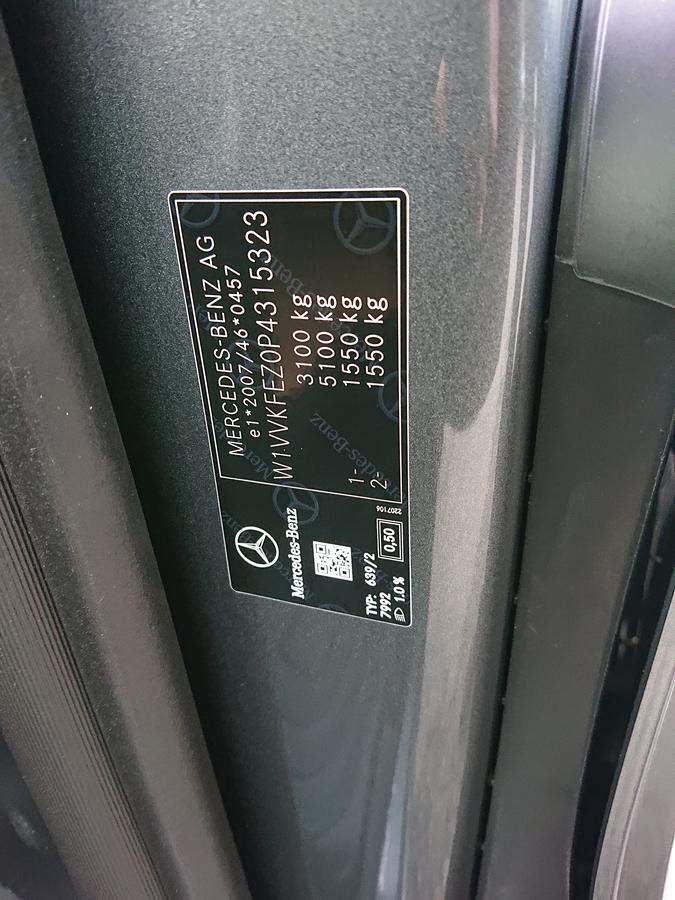 MERCEDES-BENZ AG
e1*2007/46*0457
W1VVKFEZ0P4315323
3100 kg
5100 kg
1- 1550 kg
2- 1550 kg
Mercedes-Benz
TYP: 639/2
7992
1.0 %
0,50
2207106